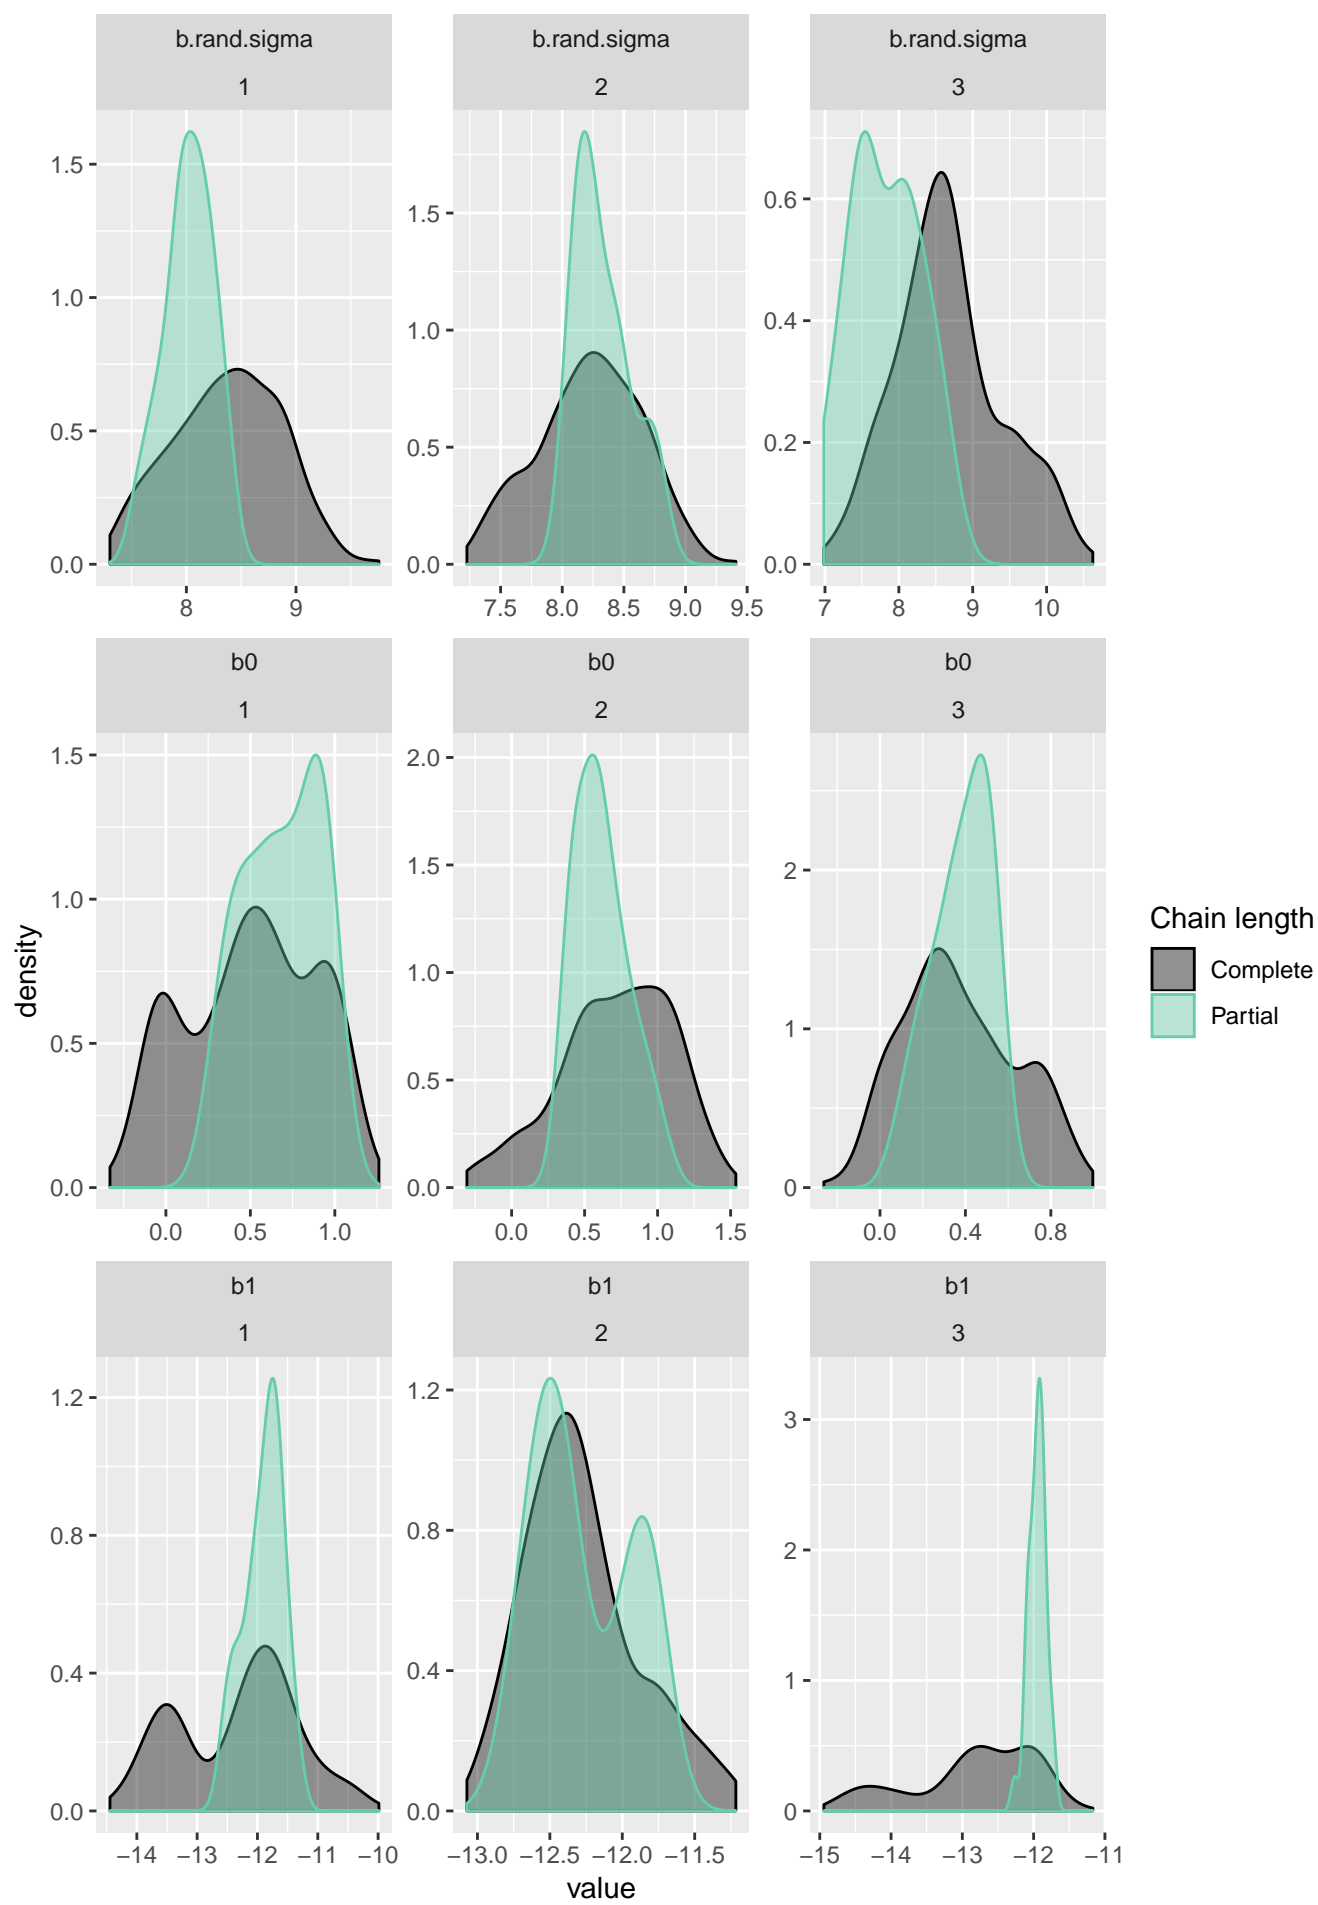 b.rand.sigma b.rand.sigma b.rand.sigma
1 2 3
1.5
1.0
0.5
0.0
8 9
1.5
1.0
0.5
0.0
7.5 8.0 8.5 9.0 9.5
0.6
0.4
0.2
0.0
7 8 9 10
b0 b0 b0
1 2 3
1.5
1.0
0.5
0.0
0.0 0.5 1.0
2.0
1.5
1.0
0.5
0.0
0.0 0.5 1.0 1.5
2
1
0
0.0 0.4 0.8
b1 b1 b1
1 2 3
1.2
0.8
0.4
0.0
−14 −13 −12 −11 −10
1.2
0.8
0.4
0.0
−13.0 −12.5 −12.0 −11.5
3
2
1
0
−15 −14 −13 −12 −11
value
density
Chain length
Complete
Partial